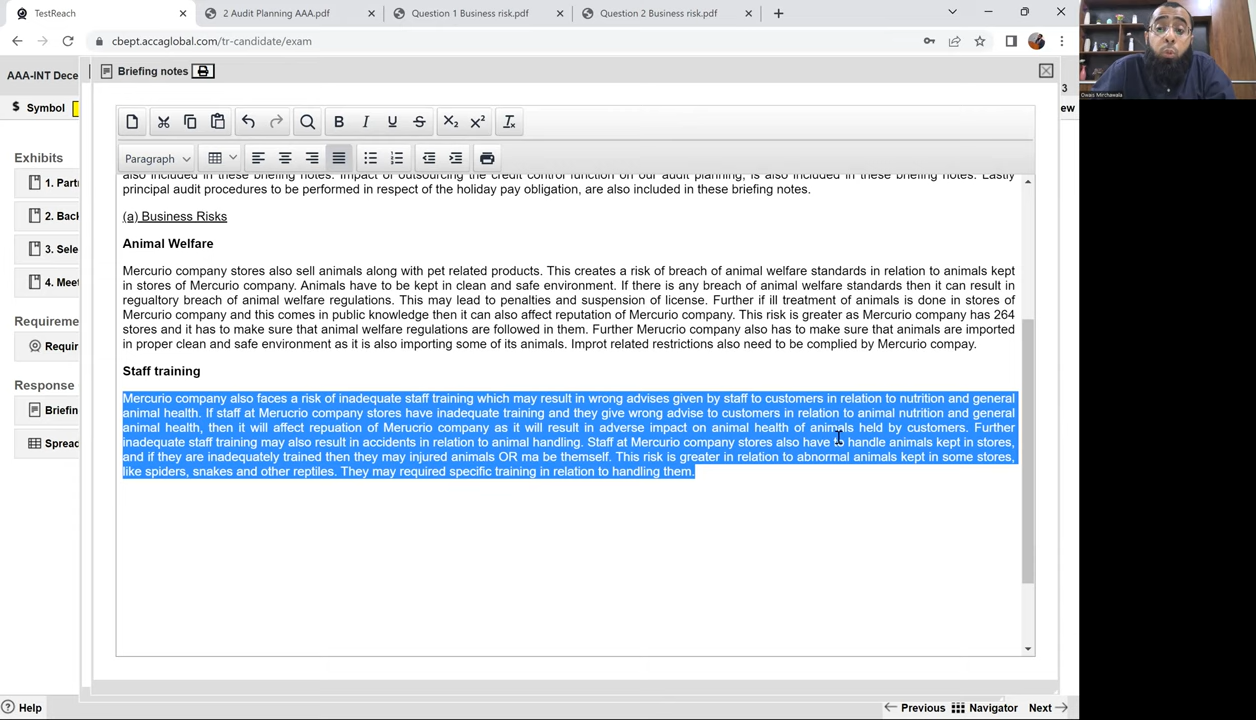 TestReach
2 Audit Planning AAA.pdf
Question 1 Business risk.pdf
Question 2 Business risk.pdf
cbept.accaglobal.com/tr-candidate/exam
AAA-INT Dece
Briefing notes
3
$ Symbol
ew
Exhibits
1. Part
2. Back
3. Sele
4. Meet
Requireme
Requir
Response
Briefin
Spread
Paragraph
also included in these briefing notes. Impact of outsourcing the credit control function on our audit planning, is also included in these briefing notes. Lastly
principal audit procedures to be performed in respect of the holiday pay obligation, are also included in these briefing notes.
(a) Business Risks
Animal Welfare
Mercurio company stores also sell animals along with pet related products. This creates a risk of breach of animal welfare standards in relation to animals kept
in stores of Mercurio company. Animals have to be kept in clean and safe environment. If there is any breach of animal welfare standards then it can result in
regualtory breach of animal welfare regulations. This may lead to penalties and suspension of license. Further if ill treatment of animals is done in stores of
Mercurio company and this comes in public knowledge then it can also affect reputation of Mercurio company. This risk is greater as Mercurio company has 264
stores and it has to make sure that animal welfare regulations are followed in them. Further Merucrio company also has to make sure that animals are imported
in proper clean and safe environment as it is also importing some of its animals. Improt related restrictions also need to be complied by Mercurio compay.
Staff training
Mercurio company also faces a risk of inadequate staff training which may result in wrong advises given by staff to customers in relation to nutrition and general
animal health. If staff at Merucrio company stores have inadequate training and they give wrong advise to customers in relation to animal nutrition and general
animal health, then it will affect repuation of Merucrio company as it will result in adverse impact on animal health of animals held by customers. Further
inadequate staff training may also result in accidents in relation to animal handling. Staff at Mercurio company stores also have to handle animals kept in stores,
and if they are inadequately trained then they may injured animals OR ma be themself. This risk is greater in relation to abnormal animals kept in some stores,
like spiders, snakes and other reptiles. They may required specific training in relation to handling them.
Help
Previous
Navigator
Next
Owais Mirchawala